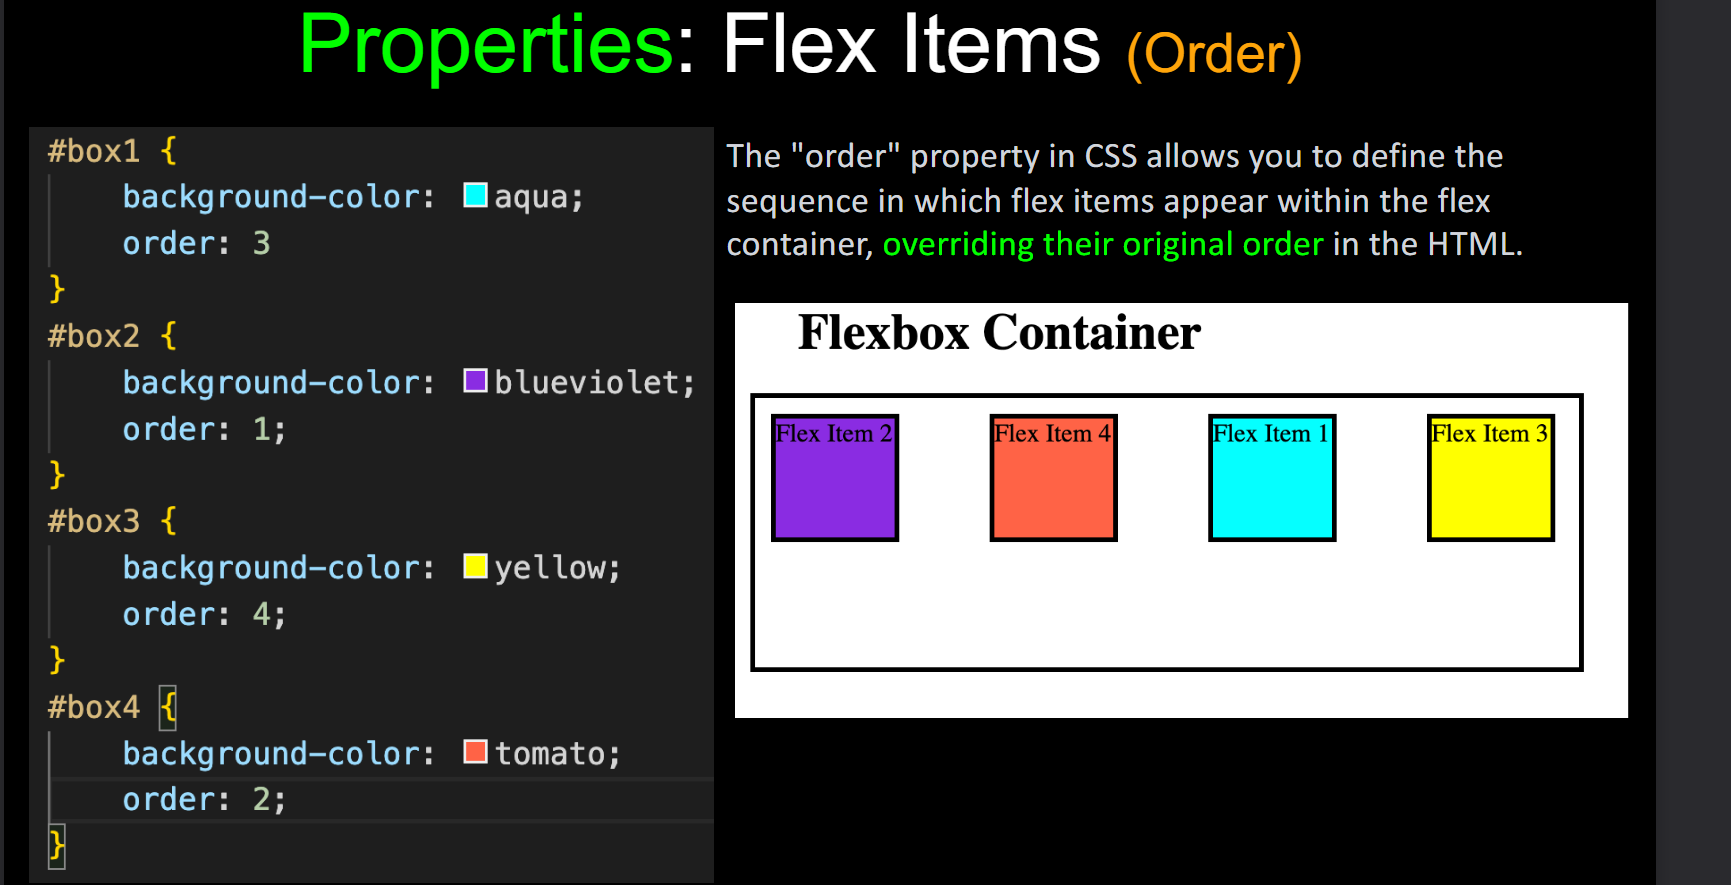 Properties: Flex Items (Order)
#box1 {
background-color: aqua;
order: 3
}
#box2 {
background-color: blueviolet;
order: 1;
}
#box3 {
background-color: yellow;
order: 4;
}
#box4 {
background-color: tomato;
order: 2;
}
The "order" property in CSS allows you to define the
sequence in which flex items appear within the flex
container, overriding their original order in the HTML.
Flexbox Container
Flex Item 2 Flex Item 4 Flex Item 1 Flex Item 3